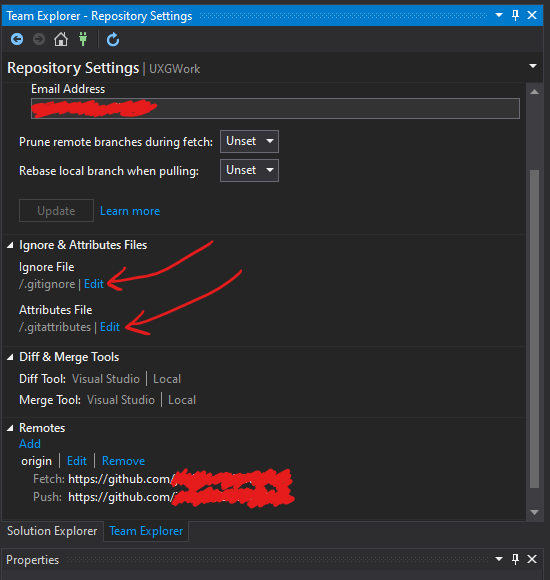 Team Explorer - Repository Settings
Repository Settings | UXGWork
Email Address
Prune remote branches during fetch: Unset
Rebase local branch when pulling: Unset
Update Learn more
Ignore & Attributes Files
Ignore File
/.gitignore | Edit
Attributes File
/.gitattributes | Edit
Diff & Merge Tools
Diff Tool: Visual Studio | Local
Merge Tool: Visual Studio | Local
Remotes
Add
origin | Edit | Remove
Fetch: https://github.com/
Push: https://github.com/
Solution Explorer Team Explorer
Properties